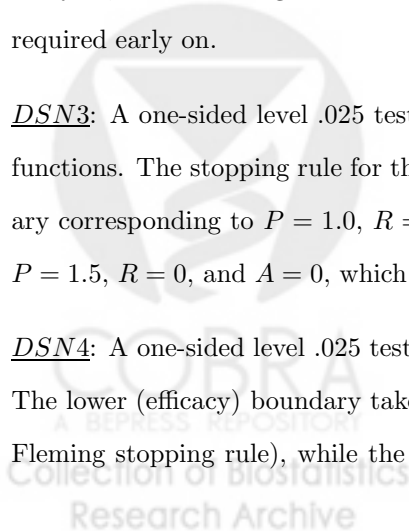 required early on.
DSN3: A one-sided level .025 test
functions. The stopping rule for th
ary corresponding to P = 1.0, R =
P = 1.5, R = 0, and A = 0, which
DSN4: A one-sided level .025 test
The lower (efficacy) boundary take
Fleming stopping rule), while the
COBRA
A BEPRESS REPOSITORY
Collection of Biostatistics
Research Archive